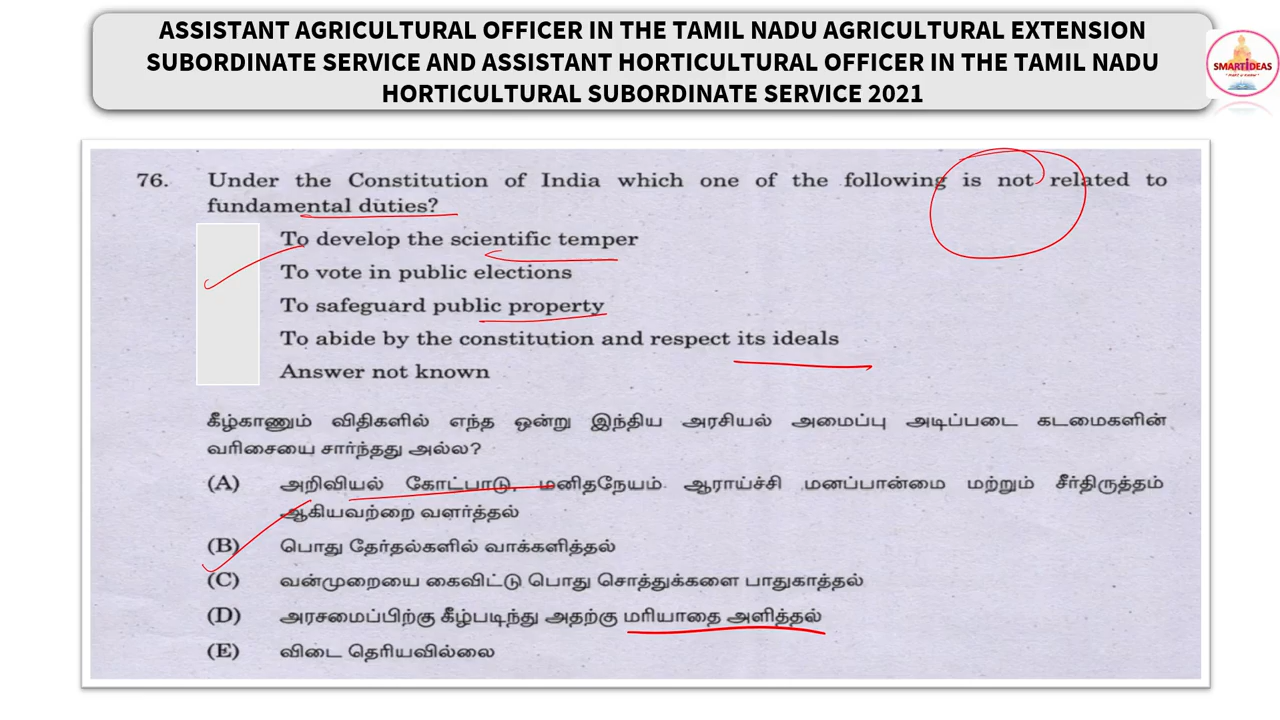 ASSISTANT AGRICULTURAL OFFICER IN THE TAMIL NADU AGRICULTURAL EXTENSION
SUBORDINATE SERVICE AND ASSISTANT HORTICULTURAL OFFICER IN THE TAMIL NADU
HORTICULTURAL SUBORDINATE SERVICE 2021
SMARTIDEAS
76. Under the Constitution of India which one of the following is not related to
fundamental duties?
To develop the scientific temper
To vote in public elections
To safeguard public property
To abide by the constitution and respect its ideals
Answer not known
கீழ்காணும் விதிகளில் எந்த ஒன்று இந்திய அரசியல் அமைப்பு அடிப்படை கடமைகளின்
வரிசையை சார்ந்தது அல்ல?
(A) அறிவியல் கோட்பாடு, மனிதநேயம் ஆராய்ச்சி மனப்பான்மை மற்றும் சீர்திருத்தம்
ஆகியவற்றை வளர்த்தல்
(B) பொது தேர்தல்களில் வாக்களித்தல்
(C) வன்முறையை கைவிட்டு பொது சொத்துக்களை பாதுகாத்தல்
(D) அரசமைப்பிற்கு கீழ்படிந்து அதற்கு மரியாதை அளித்தல்
(E) விடை தெரியவில்லை